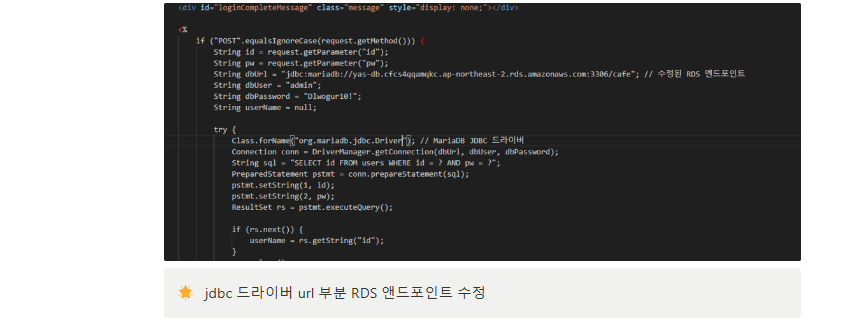 <div id="loginCompleteMessage" class="message" style="display: none;"></div>
<%
if ("POST".equalsIgnoreCase(request.getMethod())) {
String id = request.getParameter("id");
String pw = request.getParameter("pw");
String dbUrl = "jdbc:mariadb://yas-db.cfcs4qqamqkc.ap-northeast-2.rds.amazonaws.com:3306/cafe"; // 수정된 RDS 엔드포인트
String dbUser = "admin";
String dbPassword = "Dlwogur10!";
String userName = null;
try {
Class.forName("org.mariadb.jdbc.Driver"); // MariaDB JDBC 드라이버
Connection conn = DriverManager.getConnection(dbUrl, dbUser, dbPassword);
String sql = "SELECT id FROM users WHERE id = ? AND pw = ?";
PreparedStatement pstmt = conn.prepareStatement(sql);
pstmt.setString(1, id);
pstmt.setString(2, pw);
ResultSet rs = pstmt.executeQuery();
if (rs.next()) {
userName = rs.getString("id");
}
jdbc 드라이버 url 부분 RDS 앤드포인트 수정